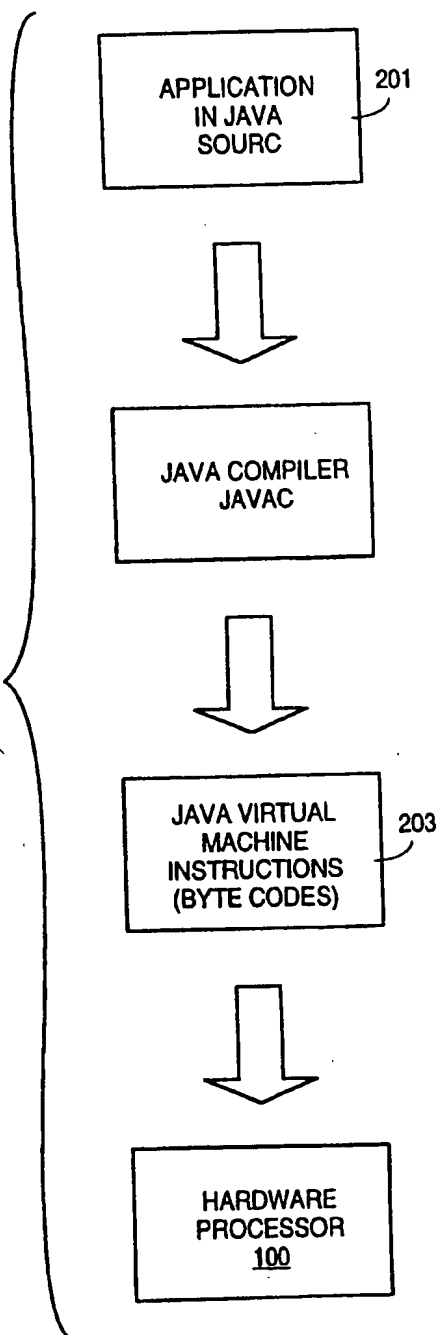 APPLICATION
IN JAVA
SOURC
201
JAVA COMPILER
JAVAC
JAVA VIRTUAL
MACHINE
INSTRUCTIONS
(BYTE CODES)
203
HARDWARE
PROCESSOR
100